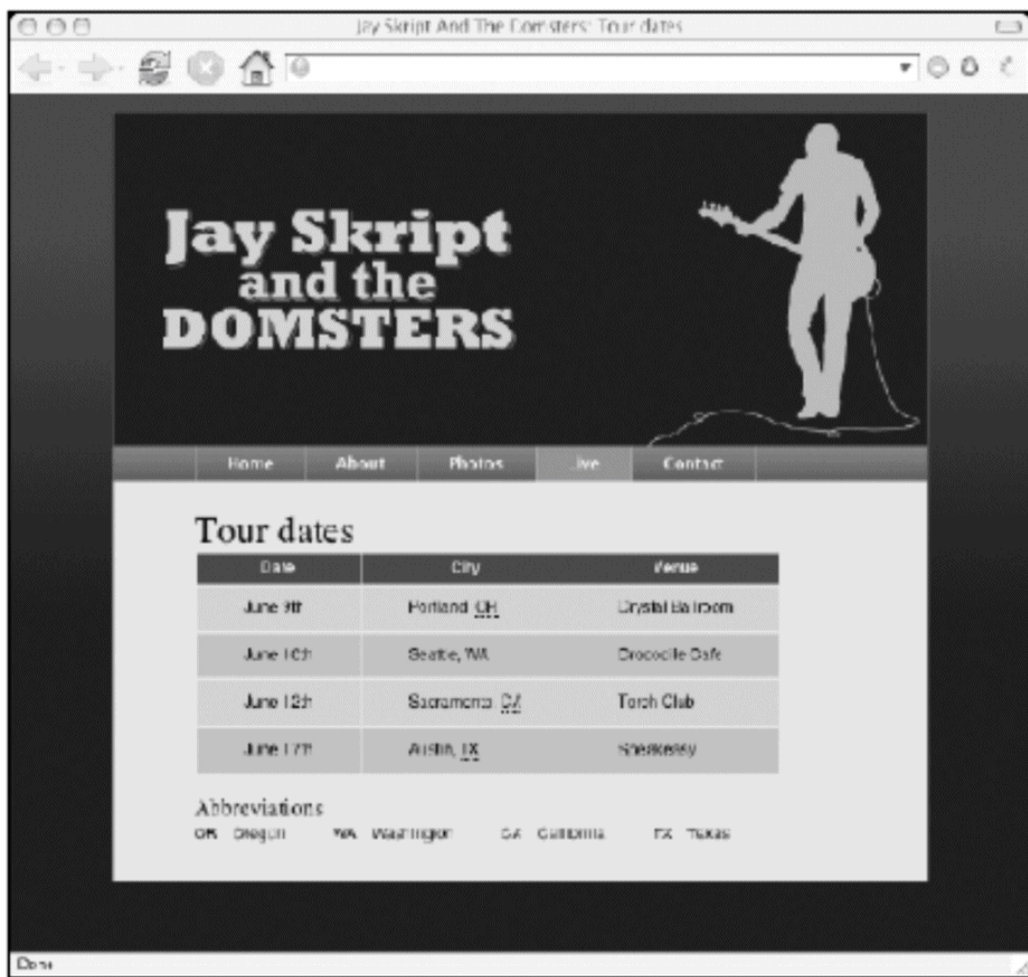 Jay Skript And The Domsters: Tour dates
Jay Skript
and the
DOMSTERS
Home About Photos Live Contact
Tour dates
Date City Venue
June 9th Portland, OR Crystal Ballroom
June 10th Seattle, WA Crocodile Cafe
June 12th Sacramento, CA Torch Club
June 17th Austin, TX Speakeasy
Abbreviations
OR Oregon WA Washington CA California TX Texas
Done